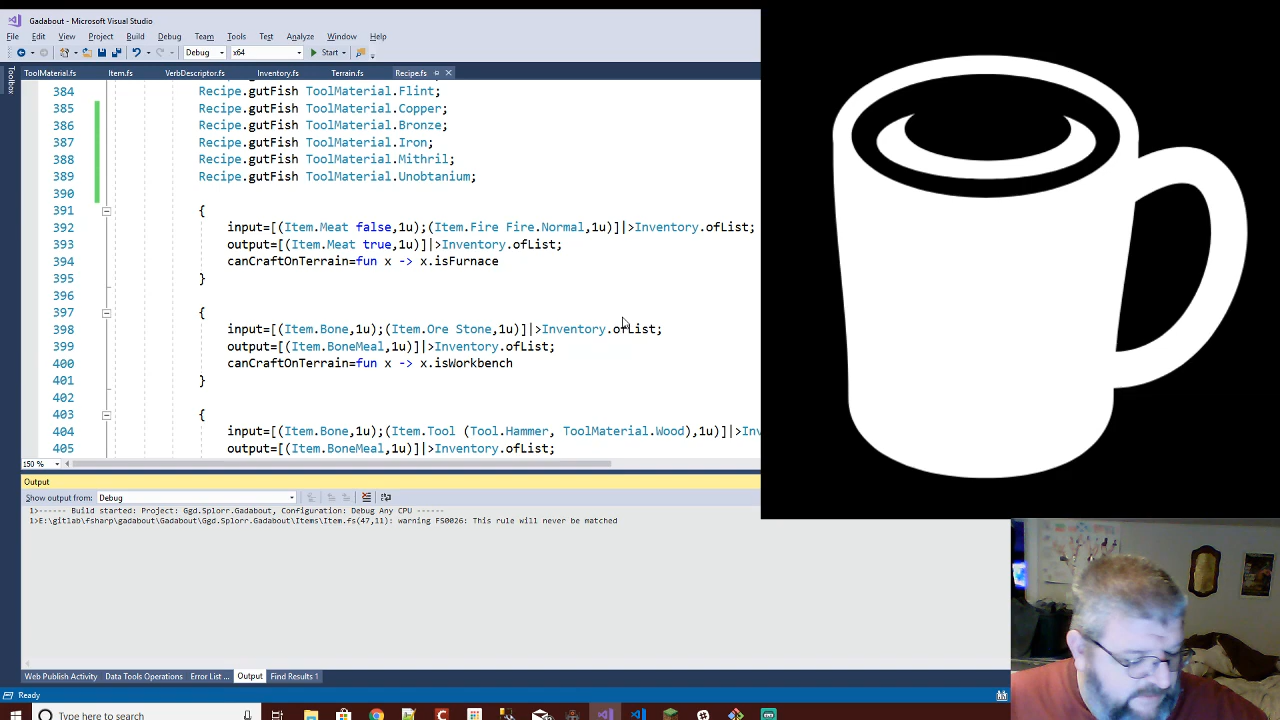 Gadabout - Microsoft Visual Studio
File Edit View Project Build Debug Team Tools Test Analyze Window Help
Debug x64 Start
Toolbox
ToolMaterial.fs Item.fs VerbDescriptor.fs Inventory.fs Terrain.fs Recipe.fs
384 Recipe.gutFish ToolMaterial.Flint;
385 Recipe.gutFish ToolMaterial.Copper;
386 Recipe.gutFish ToolMaterial.Bronze;
387 Recipe.gutFish ToolMaterial.Iron;
388 Recipe.gutFish ToolMaterial.Mithril;
389 Recipe.gutFish ToolMaterial.Unobtanium;
390
391 {
392 input=[(Item.Meat false,1u);(Item.Fire Fire.Normal,1u)]|>Inventory.ofList;
393 output=[(Item.Meat true,1u)]|>Inventory.ofList;
394 canCraftOnTerrain=fun x -> x.isFurnace
395 }
396
397 {
398 input=[(Item.Bone,1u);(Item.Ore Stone,1u)]|>Inventory.ofList;
399 output=[(Item.BoneMeal,1u)]|>Inventory.ofList;
400 canCraftOnTerrain=fun x -> x.isWorkbench
401 }
402
403 {
404 input=[(Item.Bone,1u);(Item.Tool (Tool.Hammer, ToolMaterial.Wood),1u)]|>Inv
405 output=[(Item.BoneMeal,1u)]|>Inventory.ofList;
150 %
Output
Show output from: Debug
1>------ Build started: Project: Ggd.Splorr.Gadabout, Configuration: Debug Any CPU ------
1>E:\gitlab\fsharp\gadabout\Gadabout\Ggd.Splorr.Gadabout\Items\Item.fs(47,11): warning FS0026: This rule will never be matched
Web Publish Activity Data Tools Operations Error List ... Output Find Results 1
Ready
Type here to search